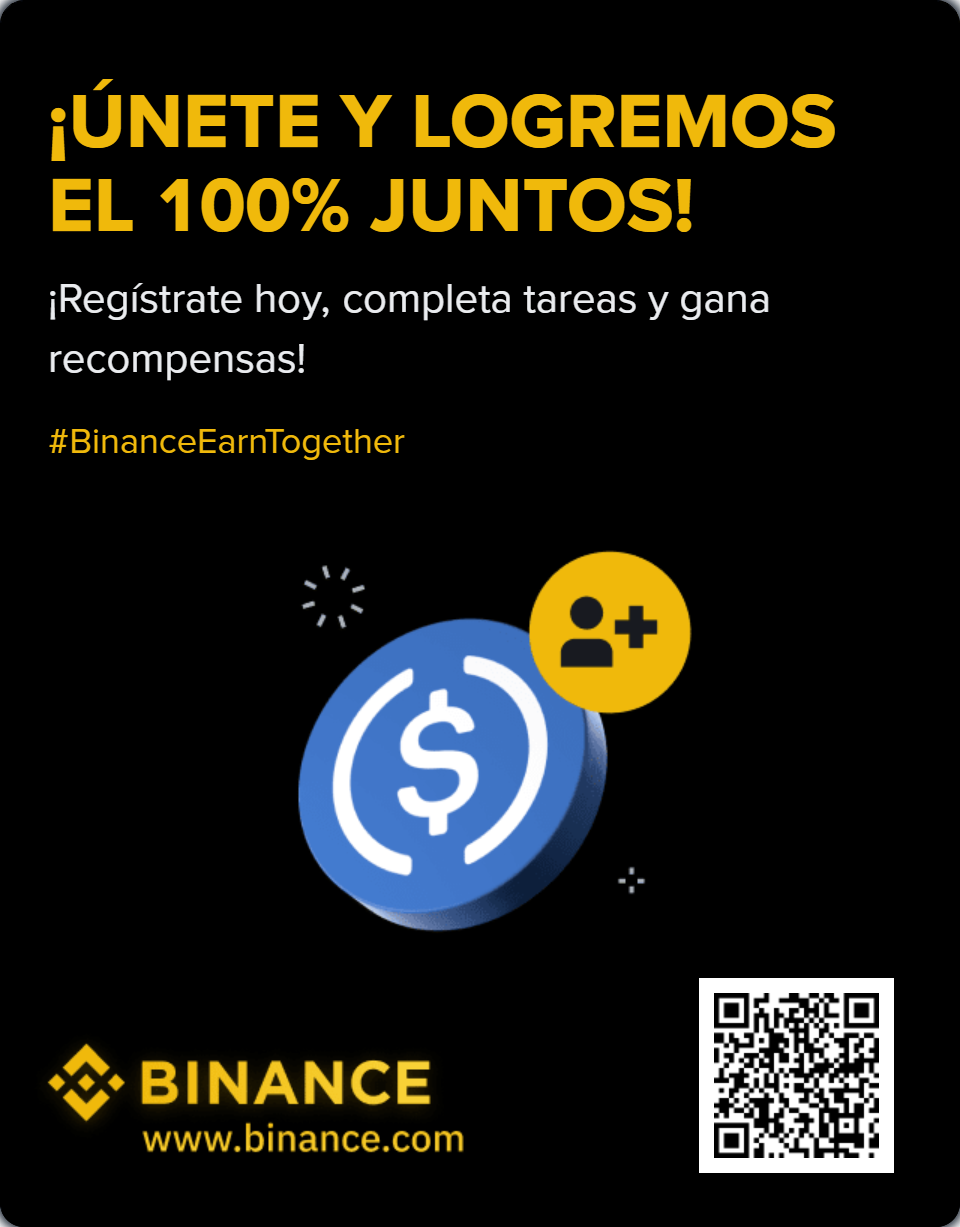 ¡ÚNETE Y LOGREMOS
EL 100% JUNTOS!
¡Regístrate hoy, completa tareas y gana
recompensas!
#BinanceEarnTogether
$
BINANCE
www.binance.com